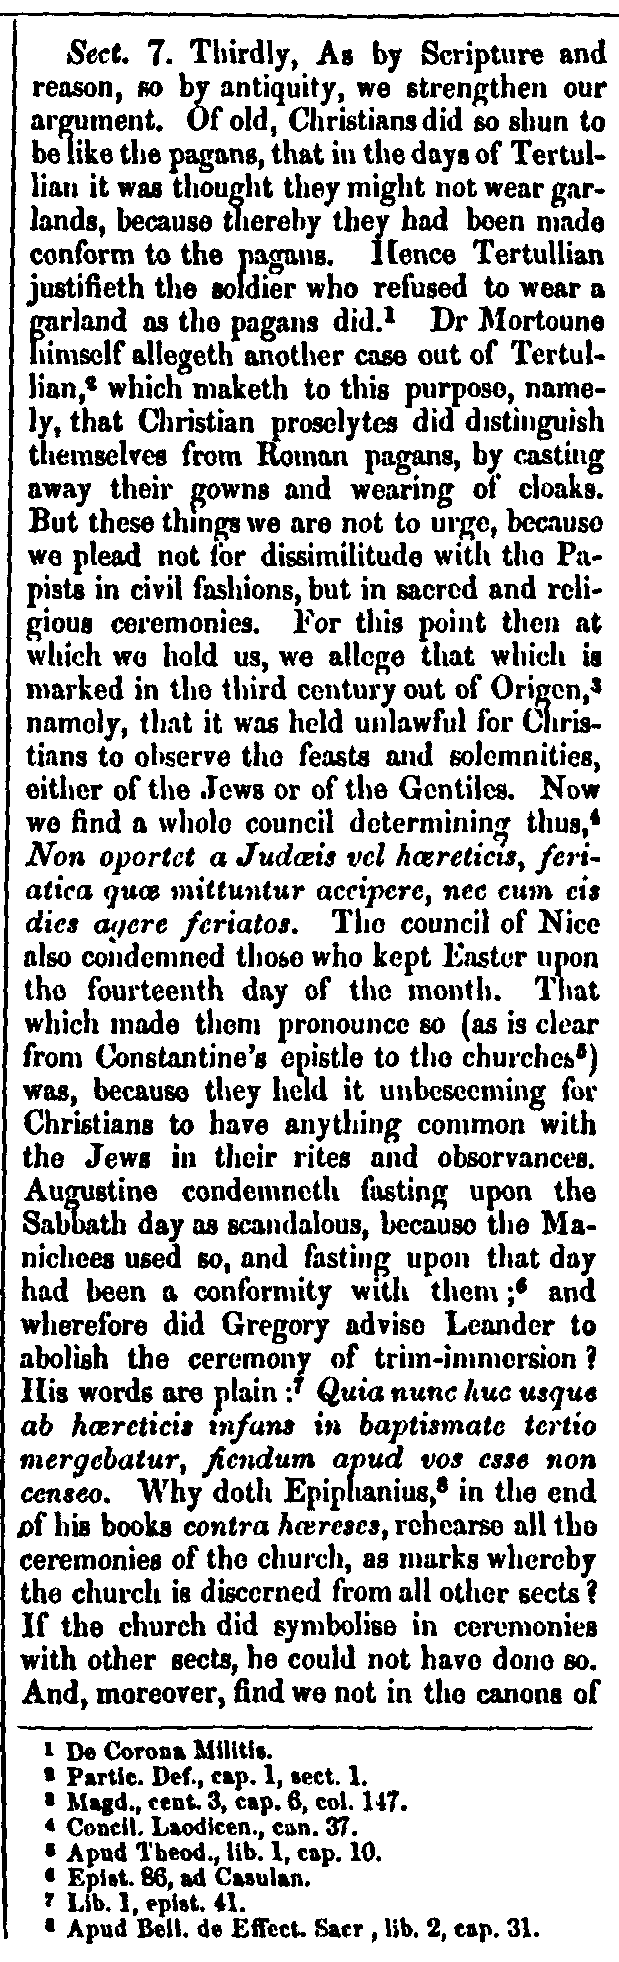 Sect. 7. Thirdly, As by Scripture and
reason, so by antiquity, we strengthen our
argument. Of old, Christians did so shun to
be like the pagans, that in the days of Tertul-
lian it was thought they might not wear gar-
lands, because thereby they had been made
conform to the pagans. Hence Tertullian
justifieth the soldier who refused to wear a
garland as the pagans did.¹ Dr Mortoune
himself allegeth another case out of Tertul-
lian,² which maketh to this purpose, name-
ly, that Christian proselytes did distinguish
themselves from Roman pagans, by casting
away their gowns and wearing of cloaks.
But these things we are not to urge, because
we plead not for dissimilitude with the Pa-
pists in civil fashions, but in sacred and reli-
gious ceremonies. For this point then at
which we hold us, we allege that which is
marked in the third century out of Origen,³
namely, that it was held unlawful for Chris-
tians to observe the feasts and solemnities,
either of the Jews or of the Gentiles. Now
we find a whole council determining thus,⁴
Non oportet a Judæis vel hæreticis, feri-
atica quæ mittuntur accipere, nec cum eis
dies agere feriatos. The council of Nice
also condemned those who kept Easter upon
the fourteenth day of the month. That
which made them pronounce so (as is clear
from Constantine's epistle to the churches⁵)
was, because they held it unbeseeming for
Christians to have anything common with
the Jews in their rites and observances.
Augustine condemneth fasting upon the
Sabbath day as scandalous, because the Ma-
nichees used so, and fasting upon that day
had been a conformity with them;⁶ and
wherefore did Gregory advise Leander to
abolish the ceremony of trim-immersion?
His words are plain:⁷ Quia nunc huc usque
ab hæreticis infans in baptismate tertio
mergebatur, fiendum apud vos esse non
censeo. Why doth Epiphanius,⁸ in the end
of his books contra hæreses, rehearse all the
ceremonies of the church, as marks whereby
the church is discerned from all other sects?
If the church did symbolise in ceremonies
with other sects, he could not have done so.
And, moreover, find we not in the canons of
¹ De Corona Militis.
² Partic. Def., cap. 1, sect. 1.
³ Magd., cent. 3, cap. 6, col. 147.
⁴ Concil. Laodicen., can. 37.
⁵ Apud Theod., lib. 1, cap. 10.
⁶ Epist. 86, ad Casulan.
⁷ Lib. 1, epist. 41.
⁸ Apud Bell. de Effect. Sacr, lib. 2, cap. 31.